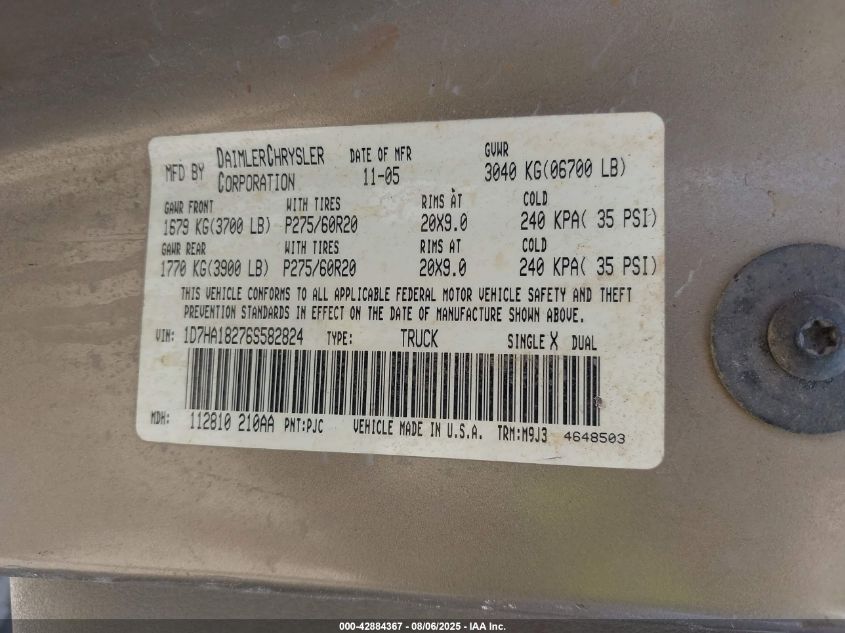 MFD BY DAIMLERCHRYSLER CORPORATION DATE OF MFR 11-05 GVWR 3040 KG(06700 LB)
GAWR FRONT WITH TIRES RIMS AT COLD
1679 KG(3700 LB) P275/60R20 20X9.0 240 KPA( 35 PSI)
GAWR REAR WITH TIRES RIMS AT COLD
1770 KG(3900 LB) P275/60R20 20X9.0 240 KPA( 35 PSI)
THIS VEHICLE CONFORMS TO ALL APPLICABLE FEDERAL MOTOR VEHICLE SAFETY AND THEFT
PREVENTION STANDARDS IN EFFECT ON THE DATE OF MANUFACTURE SHOWN ABOVE.
VIN: 1D7HA18276S582824 TYPE: TRUCK SINGLE X DUAL
MDH: 112810 210AA PNT:PJC VEHICLE MADE IN U.S.A. TRM:M9J3 4648503
000-42884367 - 08/06/2025 - IAA Inc.